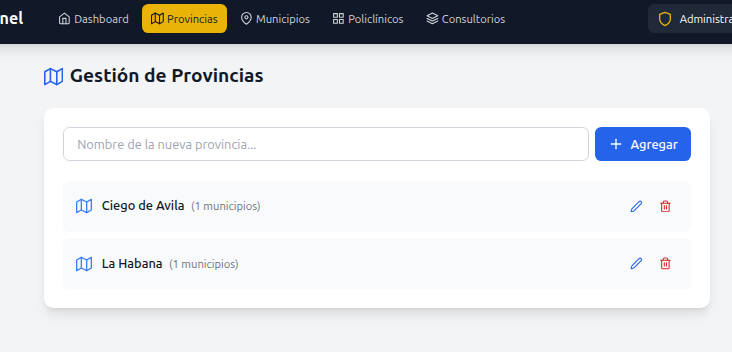 nel Dashboard Provincias Municipios Policlínicos Consultorios Administra
Gestión de Provincias
Nombre de la nueva provincia... + Agregar
Ciego de Avila (1 municipios)
La Habana (1 municipios)